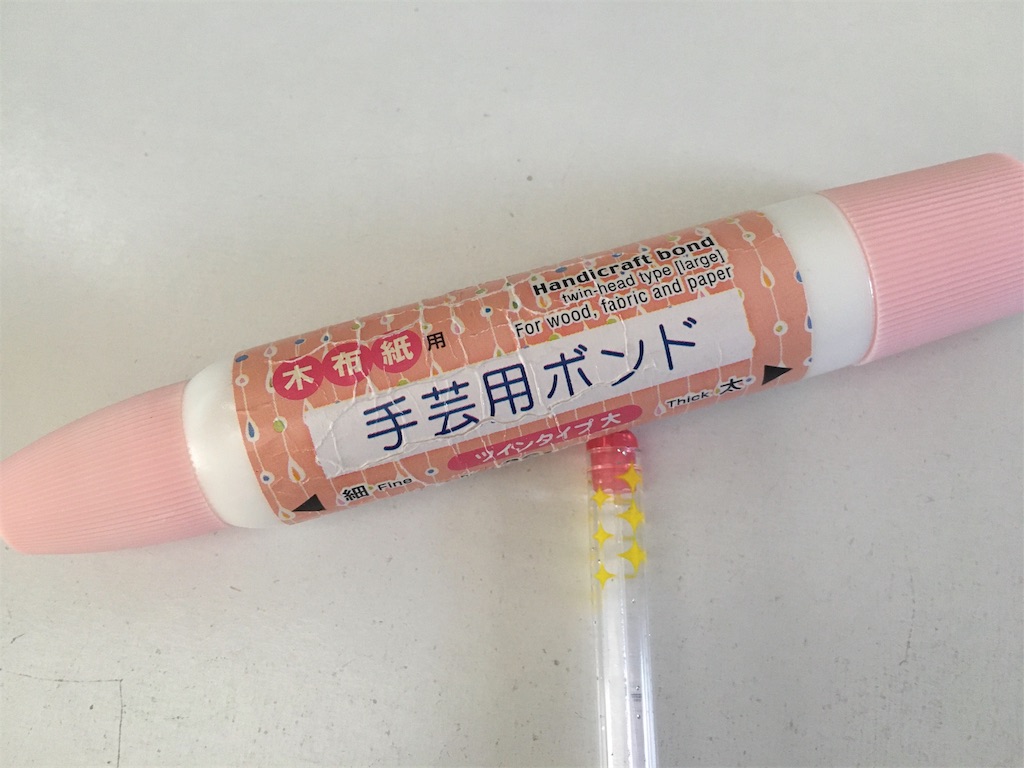 Handicraft bond
twin-head type [large]
For wood, fabric and paper
木布紙用
手芸用ボンド
ツインタイプ 大
細 Fine
Thick 太